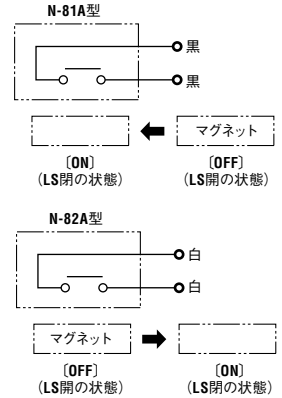 N-81A型
黒
黒
マグネット
〔ON〕 〔OFF〕
（LS閉の状態） （LS開の状態）
N-82A型
白
白
マグネット
〔OFF〕 〔ON〕
（LS開の状態） （LS閉の状態）